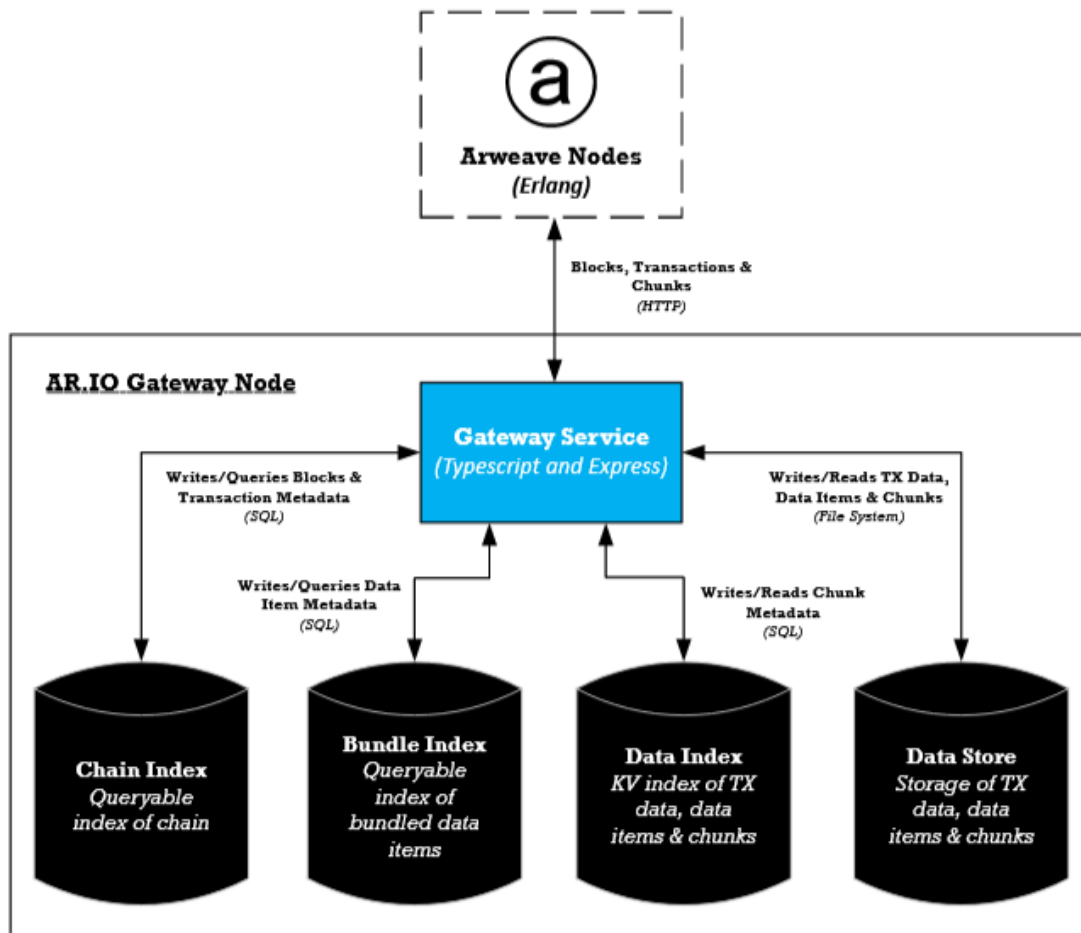 a
Arweave Nodes
(Erlang)
Blocks, Transactions &
Chunks
(HTTP)
AR.IO Gateway Node
Gateway Service
(Typescript and Express)
Writes/Queries Blocks &
Transaction Metadata
(SQL)
Writes/Reads TX Data,
Data Items & Chunks
(File System)
Writes/Queries Data
Item Metadata
(SQL)
Writes/Reads Chunk
Metadata
(SQL)
Chain Index
Queryable
index of chain
Bundle Index
Queryable
index of
bundled data
items
Data Index
KV index of TX
data, data
items & chunks
Data Store
Storage of TX
data, data
items & chunks